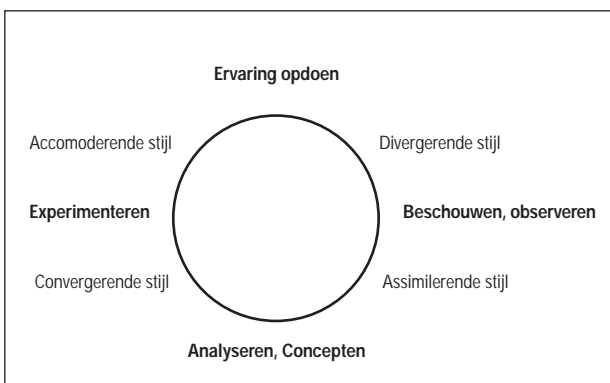 Ervaring opdoen
Accomoderende stijl
Divergerende stijl
Experimenteren
Beschouwen, observeren
Convergerende stijl
Assimilerende stijl
Analyseren, Concepten